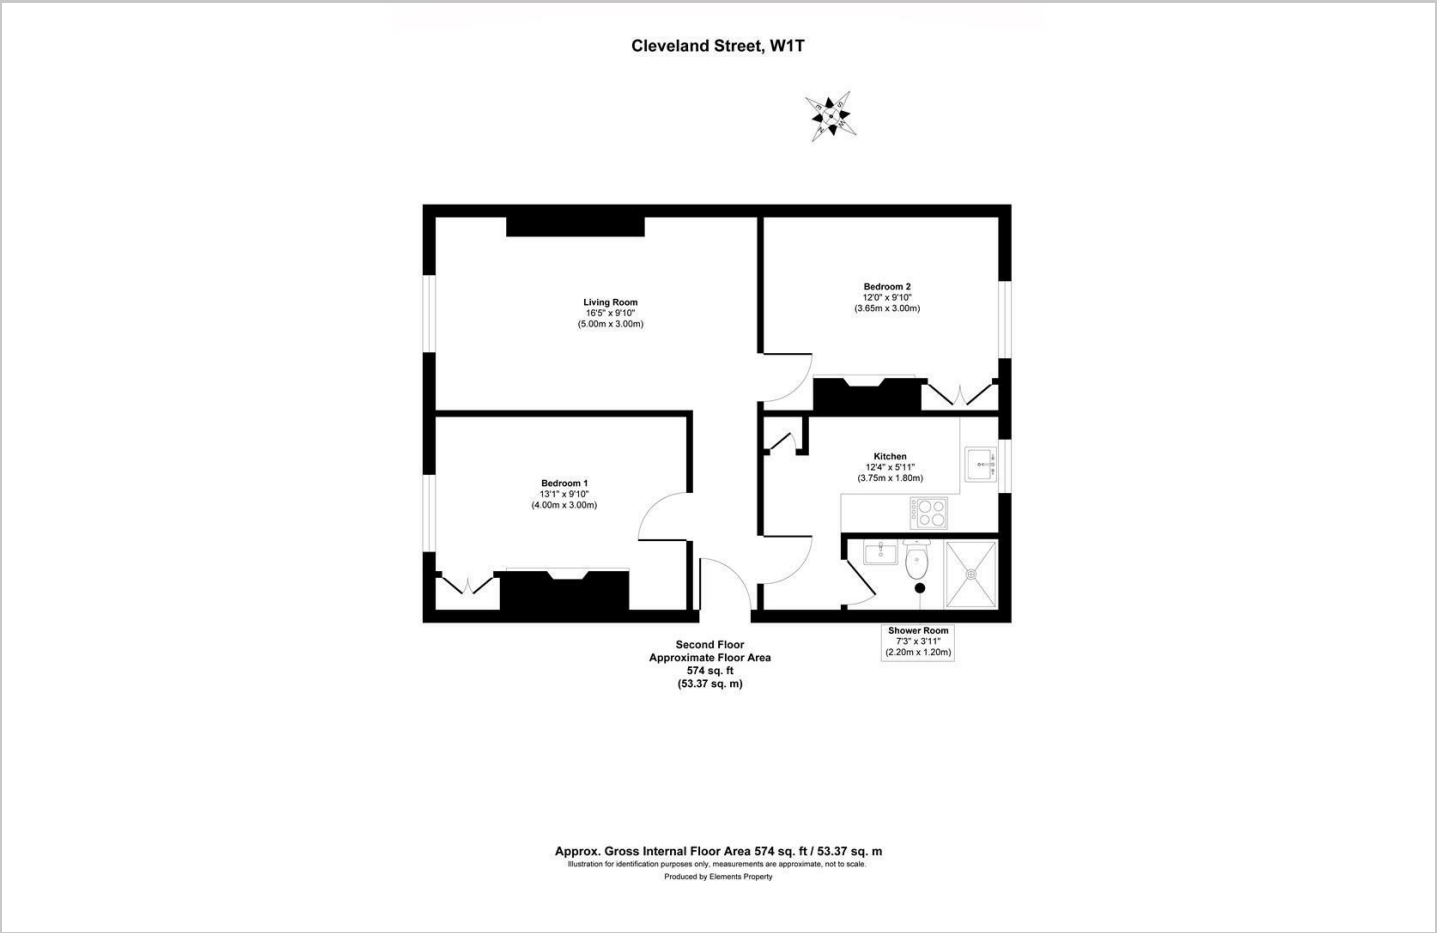 Cleveland Street, W1T
E
S
N
W
Living Room
16'5" x 9'10"
(5.00m x 3.00m)
Bedroom 2
12'0" x 9'10"
(3.65m x 3.00m)
Bedroom 1
13'1" x 9'10"
(4.00m x 3.00m)
Kitchen
12'4" x 5'11"
(3.75m x 1.80m)
Shower Room
7'3" x 3'11"
(2.20m x 1.20m)
Second Floor
Approximate Floor Area
574 sq. ft
(53.37 sq. m)
Approx. Gross Internal Floor Area 574 sq. ft / 53.37 sq. m
Illustration for identification purposes only, measurements are approximate, not to scale.
Produced by Elements Property